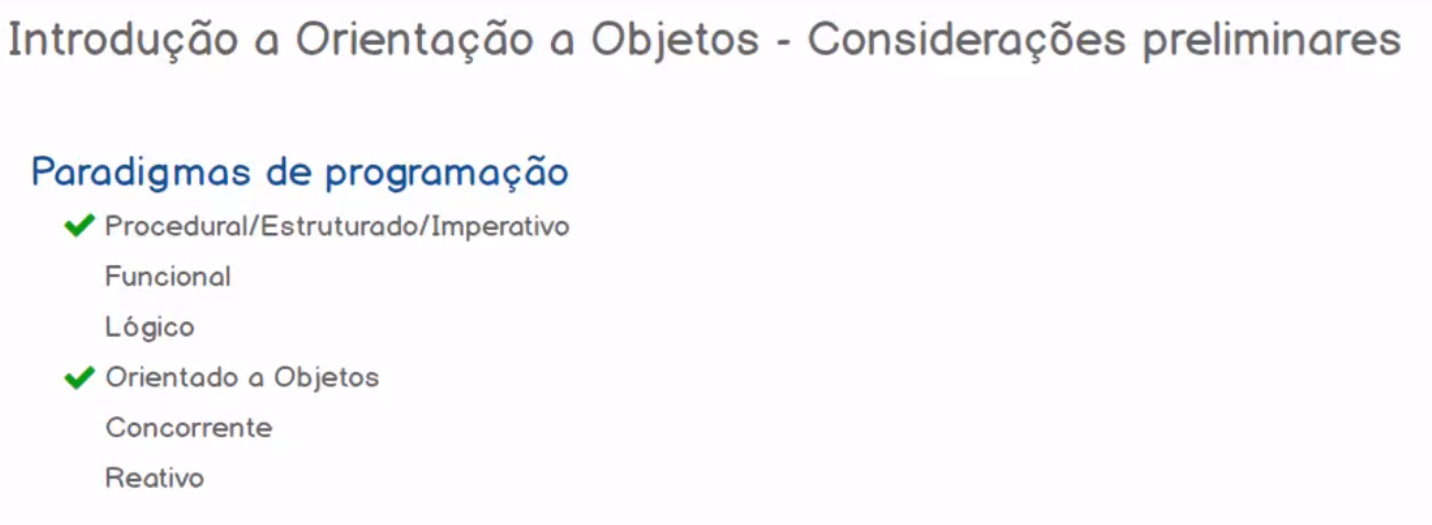 Introdução a Orientação a Objetos - Considerações preliminares
Paradigmas de programação
Procedural/Estruturado/Imperativo
Funcional
Lógico
Orientado a Objetos
Concorrente
Reativo